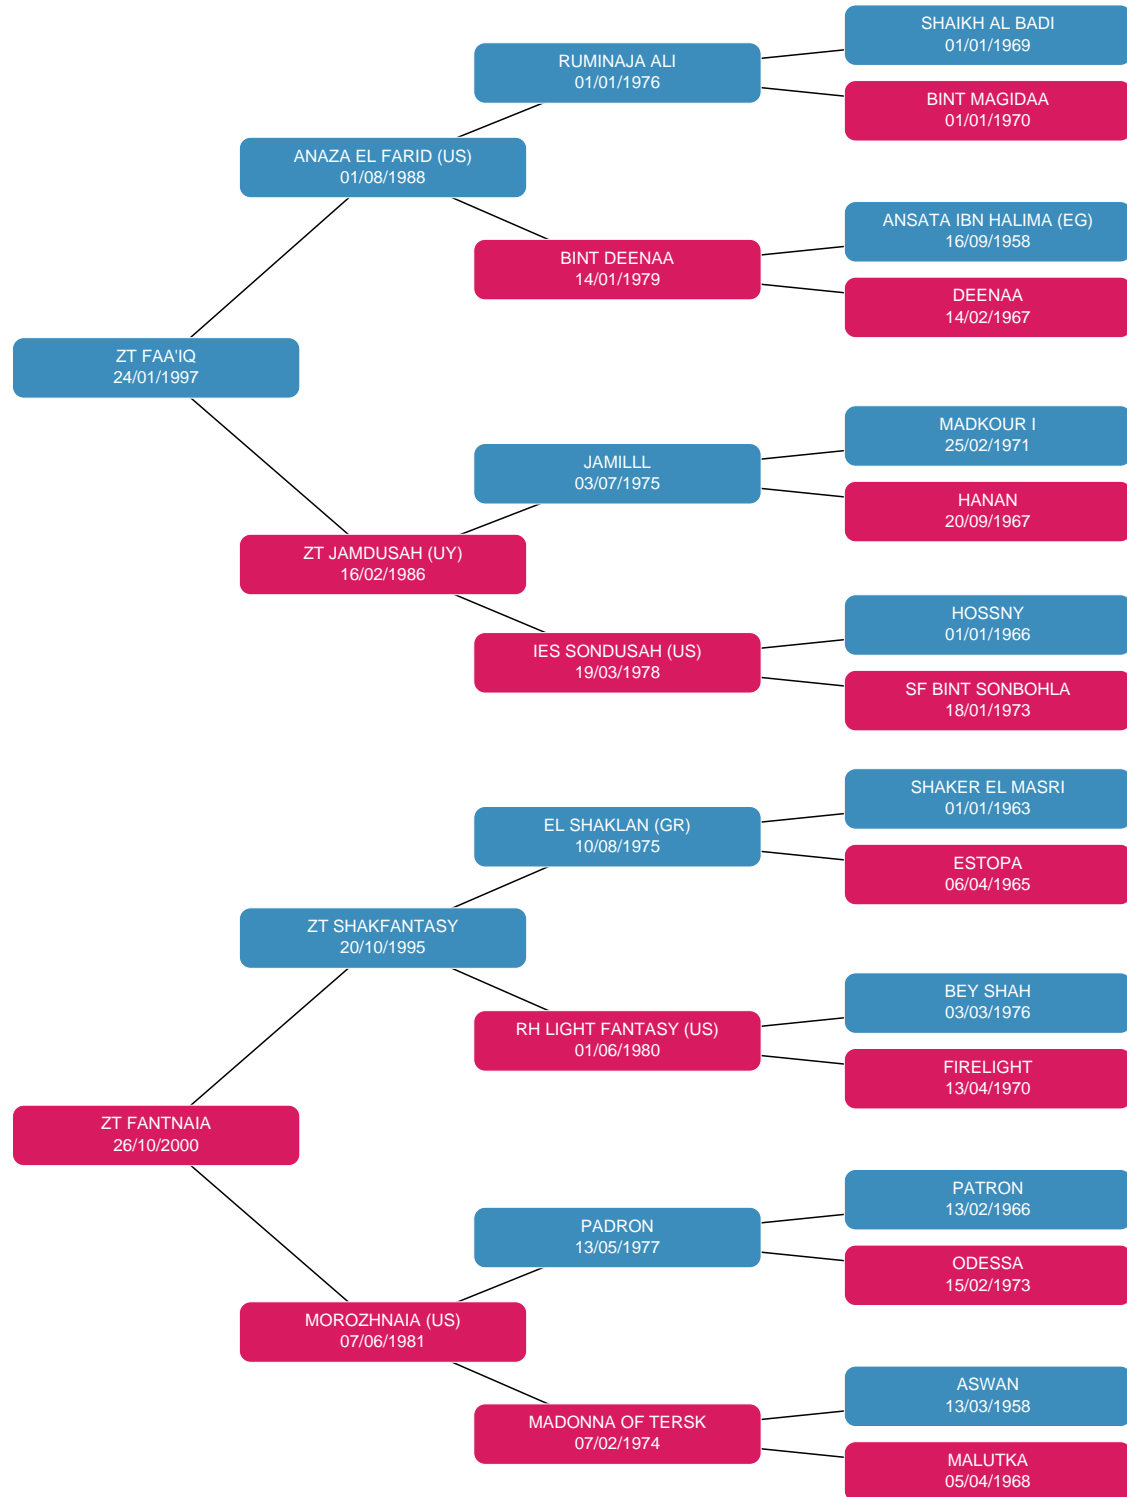 SHAIKH AL BADI
01/01/1969
RUMINAJA ALI
01/01/1976
BINT MAGIDAA
01/01/1970
ANAZA EL FARID (US)
01/08/1988
ANSATA IBN HALIMA (EG)
16/09/1958
BINT DEENAA
14/01/1979
DEENAA
14/02/1967
ZT FAA'IQ
24/01/1997
MADKOUR I
25/02/1971
JAMILLL
03/07/1975
HANAN
20/09/1967
ZT JAMDUSAH (UY)
16/02/1986
HOSSNY
01/01/1966
IES SONDUSAH (US)
19/03/1978
SF BINT SONBOHLA
18/01/1973
SHAKER EL MASRI
01/01/1963
EL SHAKLAN (GR)
10/08/1975
ESTOPA
06/04/1965
ZT SHAKFANTASY
20/10/1995
BEY SHAH
03/03/1976
RH LIGHT FANTASY (US)
01/06/1980
FIRELIGHT
13/04/1970
ZT FANTNAIA
26/10/2000
PATRON
13/02/1966
PADRON
13/05/1977
ODESSA
15/02/1973
MOROZHNAIA (US)
07/06/1981
ASWAN
13/03/1958
MADONNA OF TERSK
07/02/1974
MALUTKA
05/04/1968